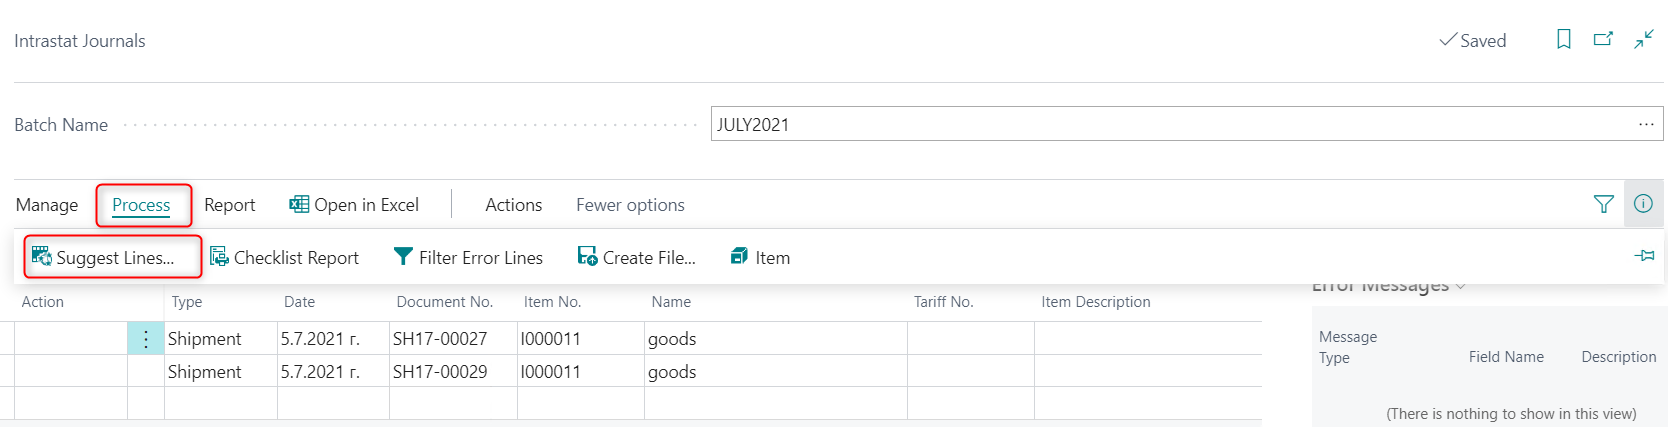 Intrastat Journals
Saved
Batch Name
JULY2021
Manage Process Report Open in Excel Actions Fewer options
Suggest Lines... Checklist Report Filter Error Lines Create File... Item
Error Messages
Action Type Date Document No. Item No. Name Tariff No. Item Description
Shipment 5.7.2021 г. SH17-00027 I000011 goods
Shipment 5.7.2021 г. SH17-00029 I000011 goods
Message
Type Field Name Description
(There is nothing to show in this view)